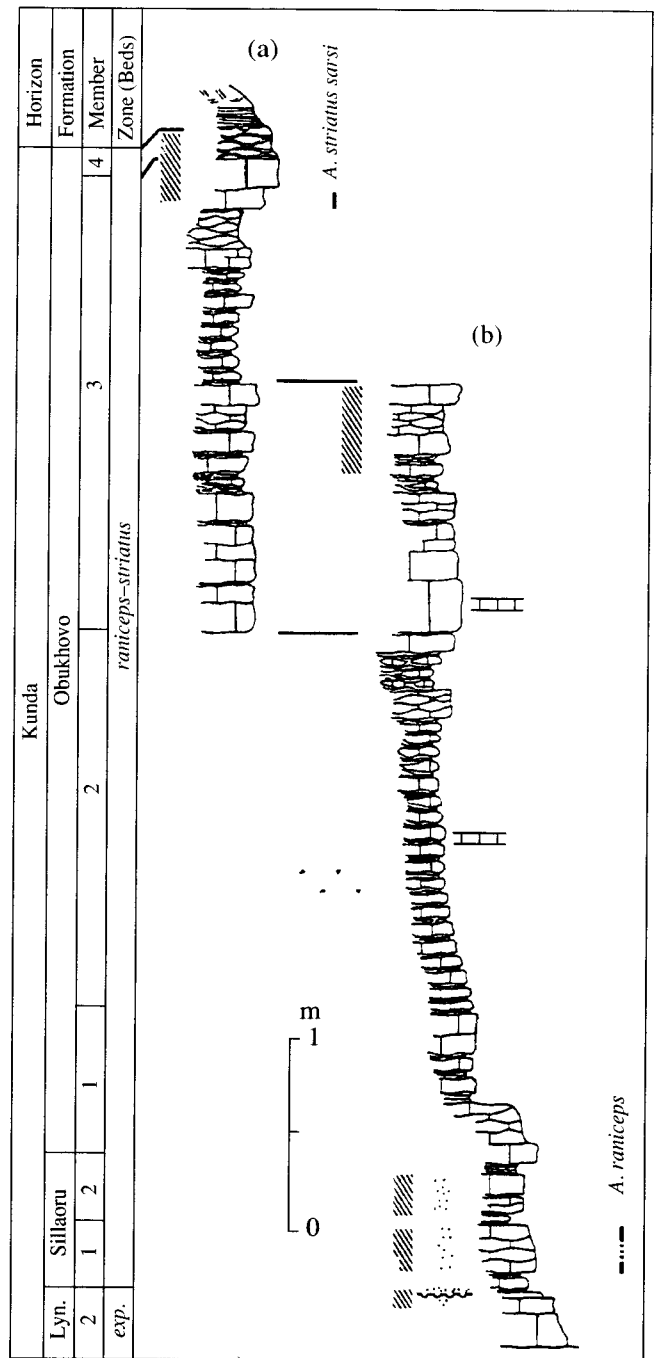 Horizon
Formation
Member
Zone (Beds)
Kunda
Obukhovo
Sillaoru
Lyn.
4
3
2
1
2
1
2
raniceps–striatus
exp.
(a)
A. striatus sarsi
(b)
m
1
0
A. raniceps